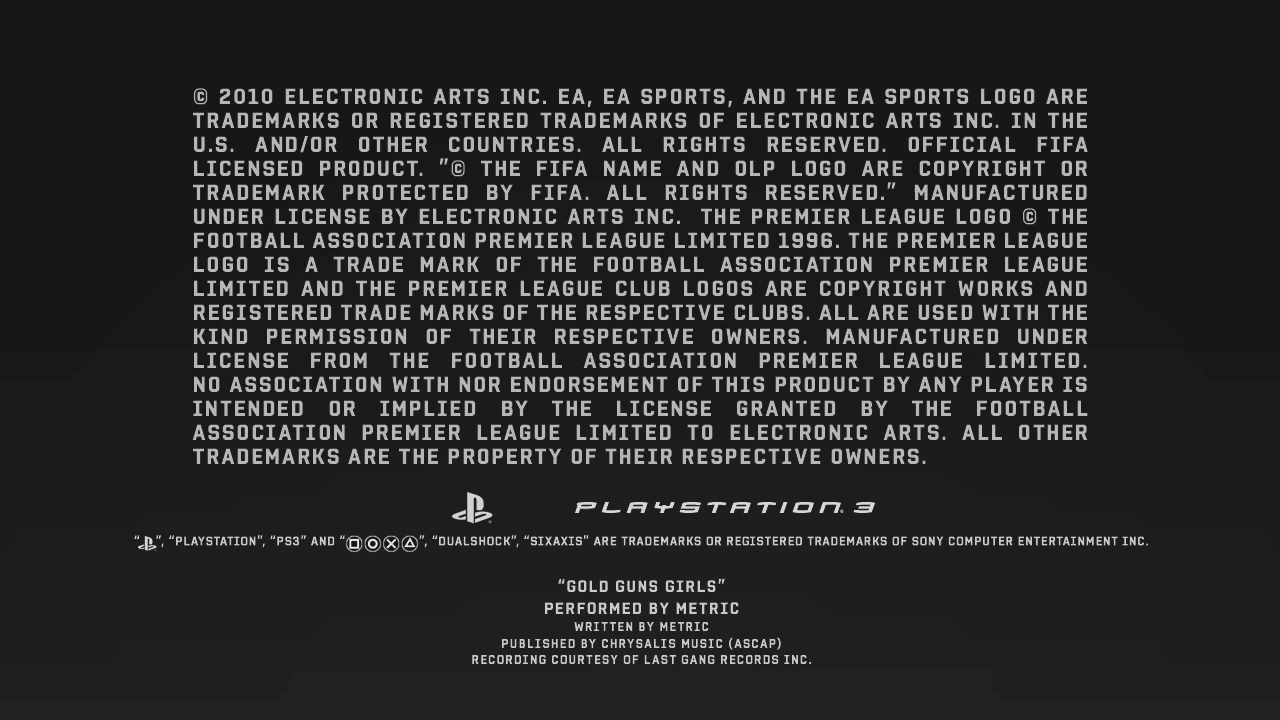 © 2010 ELECTRONIC ARTS INC. EA, EA SPORTS, AND THE EA SPORTS LOGO ARE
TRADEMARKS OR REGISTERED TRADEMARKS OF ELECTRONIC ARTS INC. IN THE
U.S. AND/OR OTHER COUNTRIES. ALL RIGHTS RESERVED. OFFICIAL FIFA
LICENSED PRODUCT. "© THE FIFA NAME AND OLP LOGO ARE COPYRIGHT OR
TRADEMARK PROTECTED BY FIFA. ALL RIGHTS RESERVED." MANUFACTURED
UNDER LICENSE BY ELECTRONIC ARTS INC. THE PREMIER LEAGUE LOGO © THE
FOOTBALL ASSOCIATION PREMIER LEAGUE LIMITED 1996. THE PREMIER LEAGUE
LOGO IS A TRADE MARK OF THE FOOTBALL ASSOCIATION PREMIER LEAGUE
LIMITED AND THE PREMIER LEAGUE CLUB LOGOS ARE COPYRIGHT WORKS AND
REGISTERED TRADE MARKS OF THE RESPECTIVE CLUBS. ALL ARE USED WITH THE
KIND PERMISSION OF THEIR RESPECTIVE OWNERS. MANUFACTURED UNDER
LICENSE FROM THE FOOTBALL ASSOCIATION PREMIER LEAGUE LIMITED.
NO ASSOCIATION WITH NOR ENDORSEMENT OF THIS PRODUCT BY ANY PLAYER IS
INTENDED OR IMPLIED BY THE LICENSE GRANTED BY THE FOOTBALL
ASSOCIATION PREMIER LEAGUE LIMITED TO ELECTRONIC ARTS. ALL OTHER
TRADEMARKS ARE THE PROPERTY OF THEIR RESPECTIVE OWNERS.
PLAYSTATION 3
“ ”, “PLAYSTATION”, “PS3” AND “ ”, “DUALSHOCK”, “SIXAXIS” ARE TRADEMARKS OR REGISTERED TRADEMARKS OF SONY COMPUTER ENTERTAINMENT INC.
“GOLD GUNS GIRLS”
PERFORMED BY METRIC
WRITTEN BY METRIC
PUBLISHED BY CHRYSALIS MUSIC (ASCAP)
RECORDING COURTESY OF LAST GANG RECORDS INC.